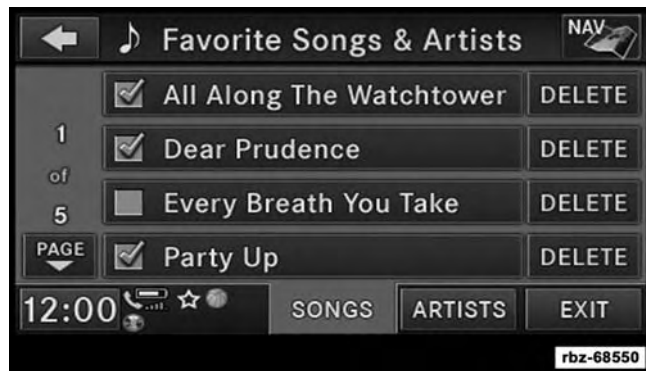 Favorite Songs & Artists
NAV
All Along The Watchtower DELETE
1
of
5
Dear Prudence DELETE
Every Breath You Take DELETE
PAGE
Party Up DELETE
12:00 SONGS ARTISTS EXIT
rbz-68550